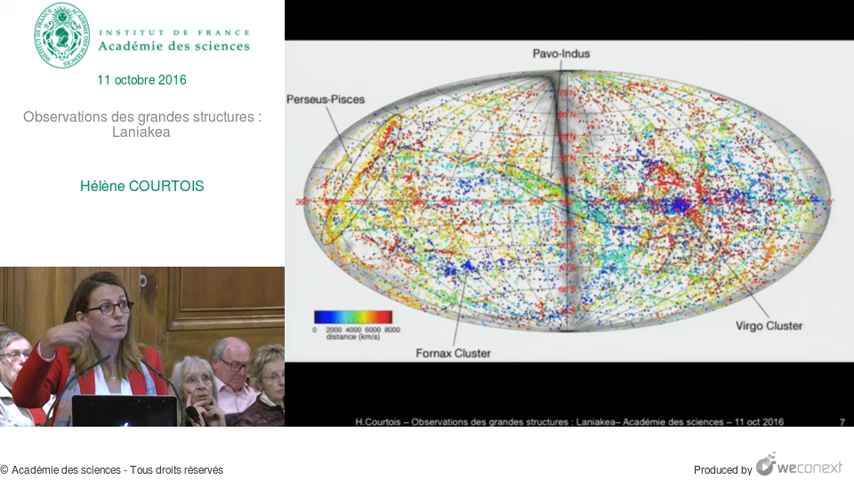 INSTITUT DE FRANCE
Académie des sciences
11 octobre 2016
Observations des grandes structures :
Laniakea
Hélène COURTOIS
Pavo-Indus
Perseus-Pisces
Virgo Cluster
Fornax Cluster
0 2000 4000 6000 8000
distance (km/s)
H.Courtois – Observations des grandes structures : Laniakea– Académie des sciences – 11 oct 2016
7
© Académie des sciences - Tous droits réservés
Produced by weconext